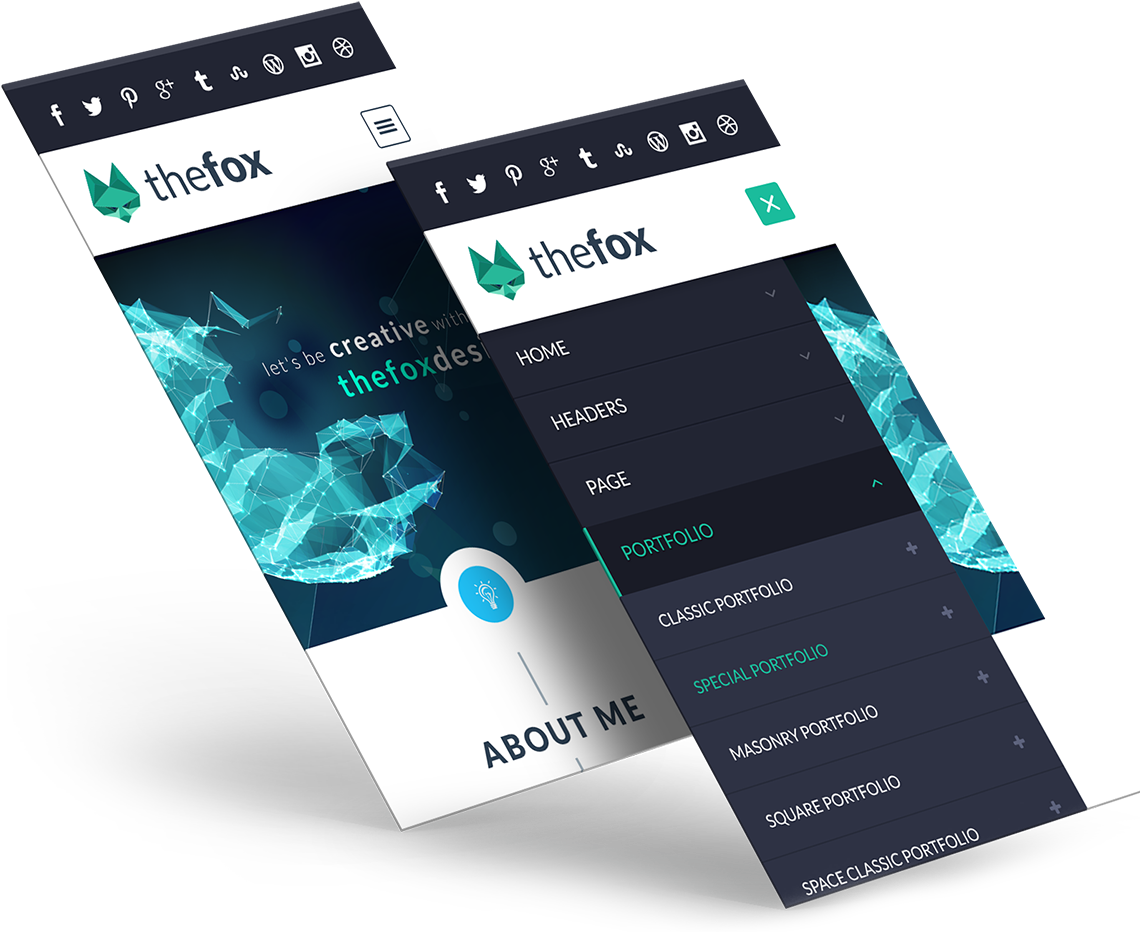 thefox
let's be creative with
thefoxdes
ABOUT ME
thefox
HOME
HEADERS
PAGE
PORTFOLIO
CLASSIC PORTFOLIO
SPECIAL PORTFOLIO
MASONRY PORTFOLIO
SQUARE PORTFOLIO
SPACE CLASSIC PORTFOLIO